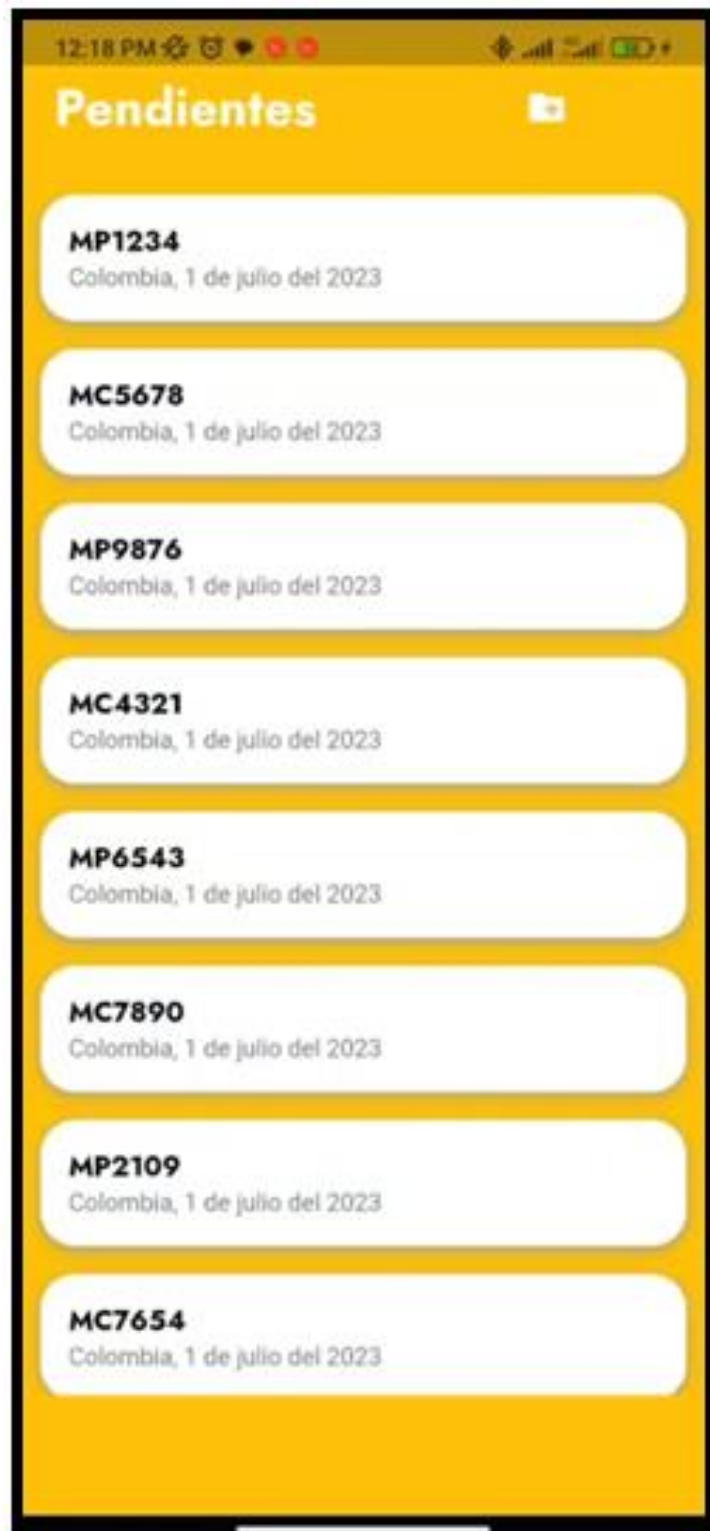 12:18 PM
Pendientes
MP1234
Colombia, 1 de julio del 2023
MC5678
Colombia, 1 de julio del 2023
MP9876
Colombia, 1 de julio del 2023
MC4321
Colombia, 1 de julio del 2023
MP6543
Colombia, 1 de julio del 2023
MC7890
Colombia, 1 de julio del 2023
MP2109
Colombia, 1 de julio del 2023
MC7654
Colombia, 1 de julio del 2023